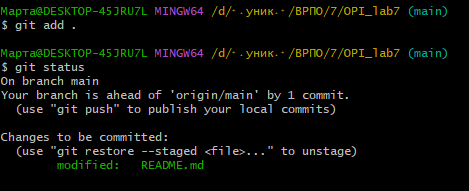 Марта@DESKTOP-45JRU7L MINGW64 /d/--.уник.--/ВРПО/7/OPI_lab7 (main)
$ git add .
Марта@DESKTOP-45JRU7L MINGW64 /d/--.уник.--/ВРПО/7/OPI_lab7 (main)
$ git status
On branch main
Your branch is ahead of 'origin/main' by 1 commit.
  (use "git push" to publish your local commits)
Changes to be committed:
  (use "git restore --staged <file>..." to unstage)
        modified:   README.md